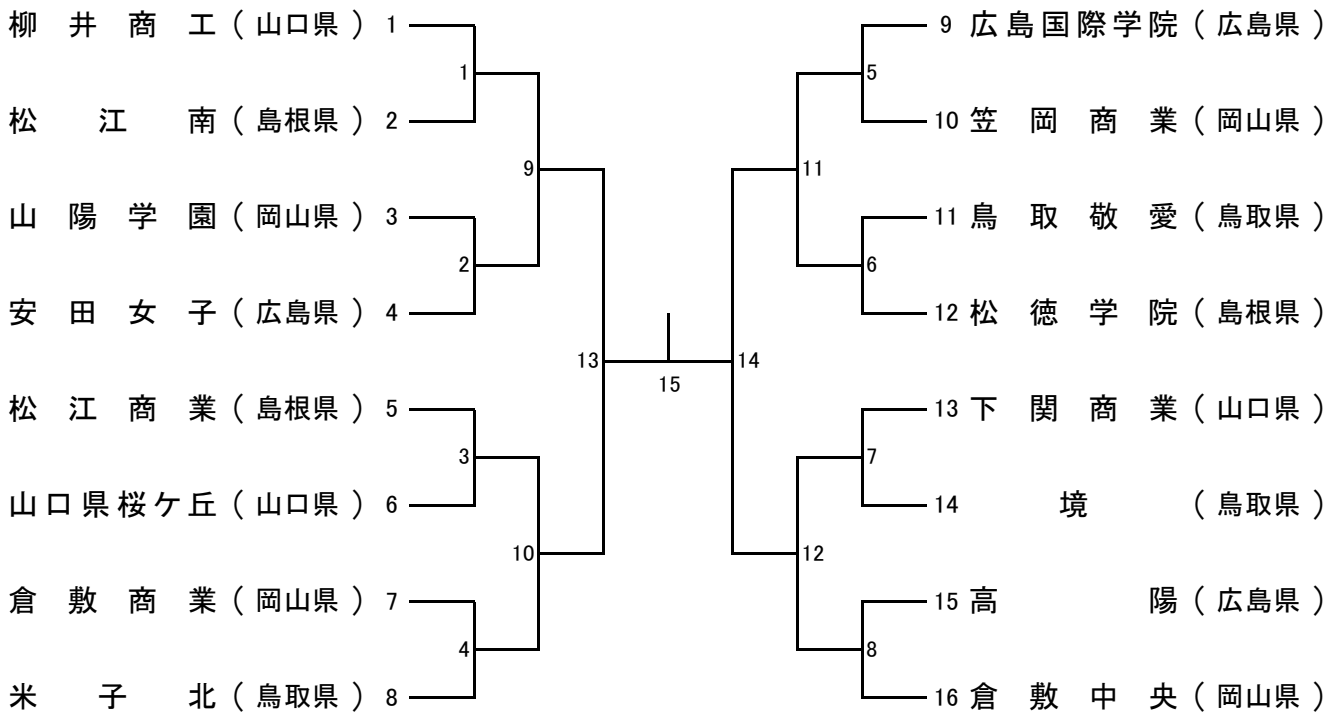 柳井商工(山口県)1
1
松江南(島根県)2
9
山陽学園(岡山県)3
2
安田女子(広島県)4
13
松江商業(島根県)5
3
山口県桜ケ丘(山口県)6
10
倉敷商業(岡山県)7
4
米子北(鳥取県)8
15
9 広島国際学院(広島県)
5
10 笠岡商業(岡山県)
11
11 鳥取敬愛(鳥取県)
6
12 松徳学院(島根県)
14
13 下関商業(山口県)
7
14 境(鳥取県)
12
15 高陽(広島県)
8
16 倉敷中央(岡山県)